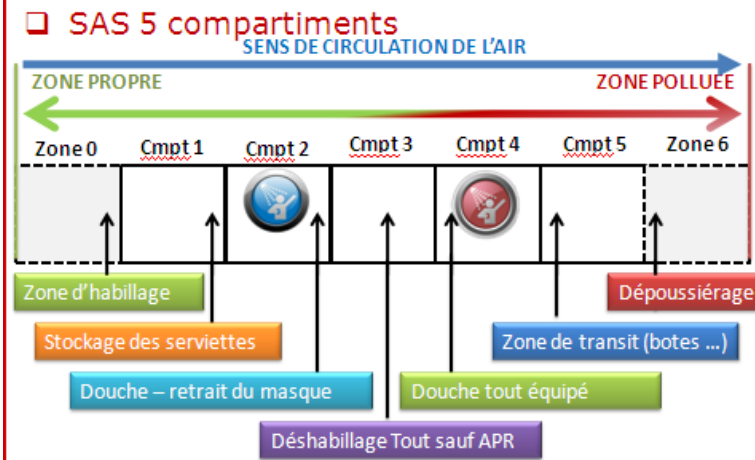 SAS 5 compartiments
SENS DE CIRCULATION DE L'AIR
ZONE PROPRE ZONE POLLUEE
Zone 0 Cmpt 1 Cmpt 2 Cmpt 3 Cmpt 4 Cmpt 5 Zone 6
Zone d'habillage Dépoussiérage
Stockage des serviettes Zone de transit (botes ...)
Douche – retrait du masque Douche tout équipé
Déshabillage Tout sauf APR